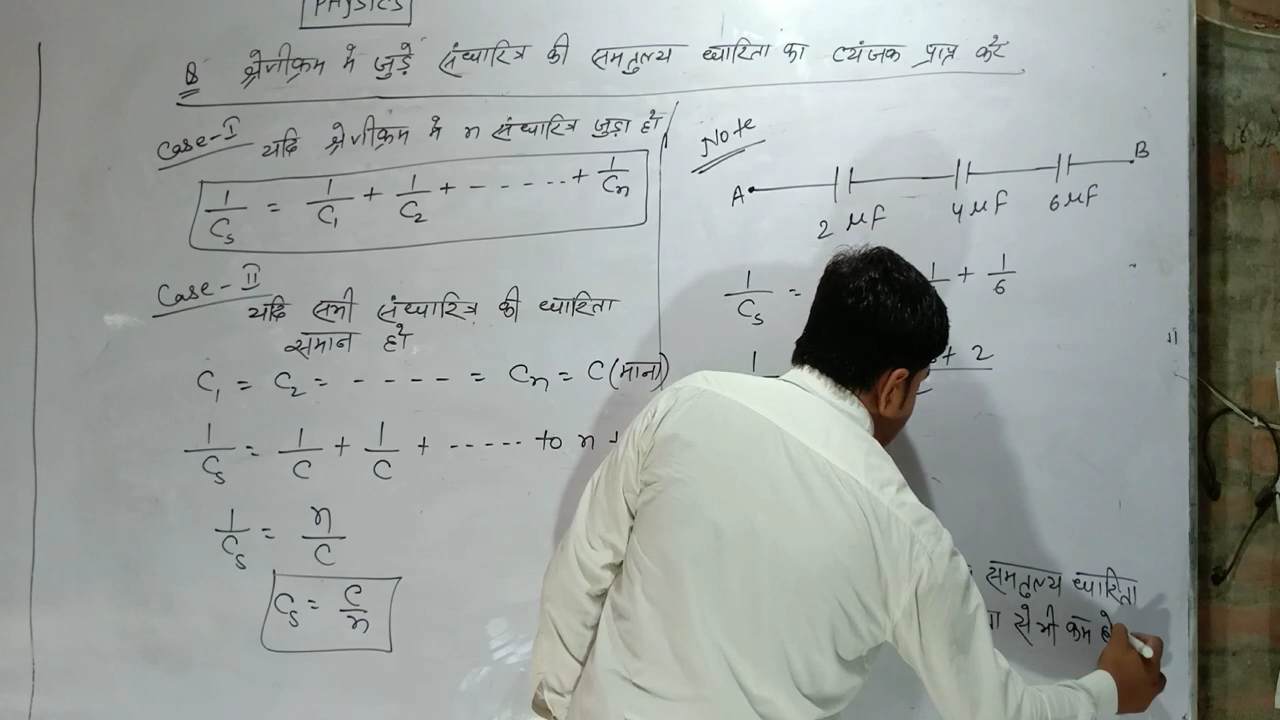 PHYSICS
Q श्रेणीक्रम मे जुड़े संधारित्र की समतुल्य धारिता का व्यंजक प्राप्त करें
Case-I यदि श्रेणीक्रम मे n संधारित्र जुड़ा हो
1/Cₛ = 1/C₁ + 1/C₂ + ------ + 1/Cₙ
Case-II
यदि सभी संधारित्र की धारिता
समान हो
C₁ = C₂ = ----- = Cₙ = C (माना)
1/Cₛ = 1/C + 1/C + ----- to n
1/Cₛ = n/C
Cₛ = C/n
Note
A B
2 μF 4 μF 6 μF
1/Cₛ = + 1/6
1 + 2
समतुल्य धारिता
से भी कम